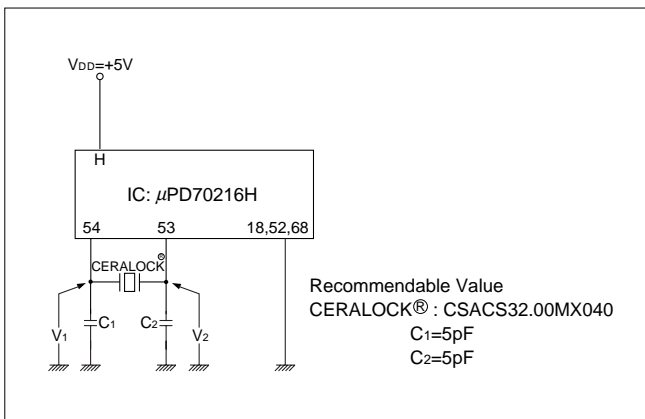 VDD=+5V
H
IC: μPD70216H
54 53 18,52,68
CERALOCK®
V1 C1 C2 V2
Recommendable Value
CERALOCK® : CSACS32.00MX040
C1=5pF
C2=5pF